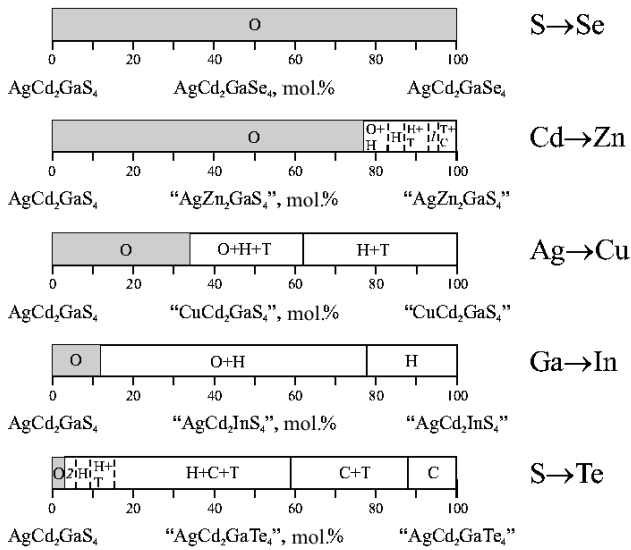 O
S→Se
0 20 40 60 80 100
AgCd₂GaS₄ AgCd₂GaSe₄, mol.% AgCd₂GaSe₄
O O+ H H H+ T 1 T+ C
Cd→Zn
0 20 40 60 80 100
AgCd₂GaS₄ “AgZn₂GaS₄”, mol.% “AgZn₂GaS₄”
O O+H+T H+T
Ag→Cu
0 20 40 60 80 100
AgCd₂GaS₄ “CuCd₂GaS₄”, mol.% “CuCd₂GaS₄”
O O+H H
Ga→In
0 20 40 60 80 100
AgCd₂GaS₄ “AgCd₂InS₄”, mol.% “AgCd₂InS₄”
O 2 H H+ T H+C+T C+T C
S→Te
0 20 40 60 80 100
AgCd₂GaS₄ “AgCd₂GaTe₄”, mol.% “AgCd₂GaTe₄”